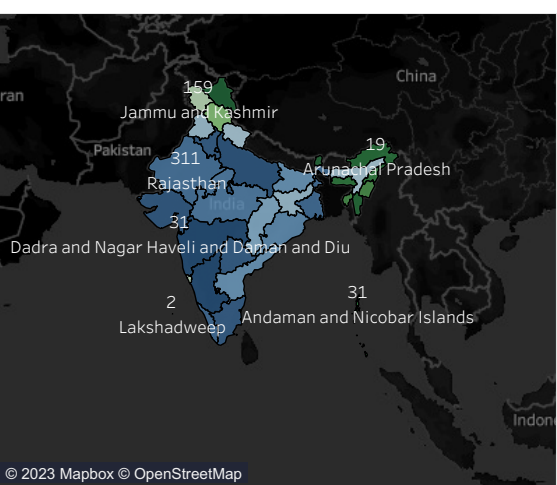 China
ran
159
Jammu and Kashmir
Pakistan
19
311
Arunachal Pradesh
Rajasthan
India
31
Dadra and Nagar Haveli and Daman and Diu
31
2
Andaman and Nicobar Islands
Lakshadweep
Indone
© 2023 Mapbox © OpenStreetMap